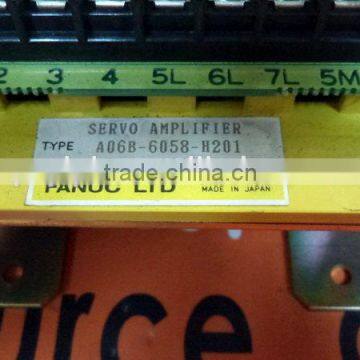 2 3 4 5L 6L 7L 5M
SERVO AMPLIFIER
TYPE A06B-6058-H201
trade.china.cn
FANUC LTD MADE IN JAPAN
ource